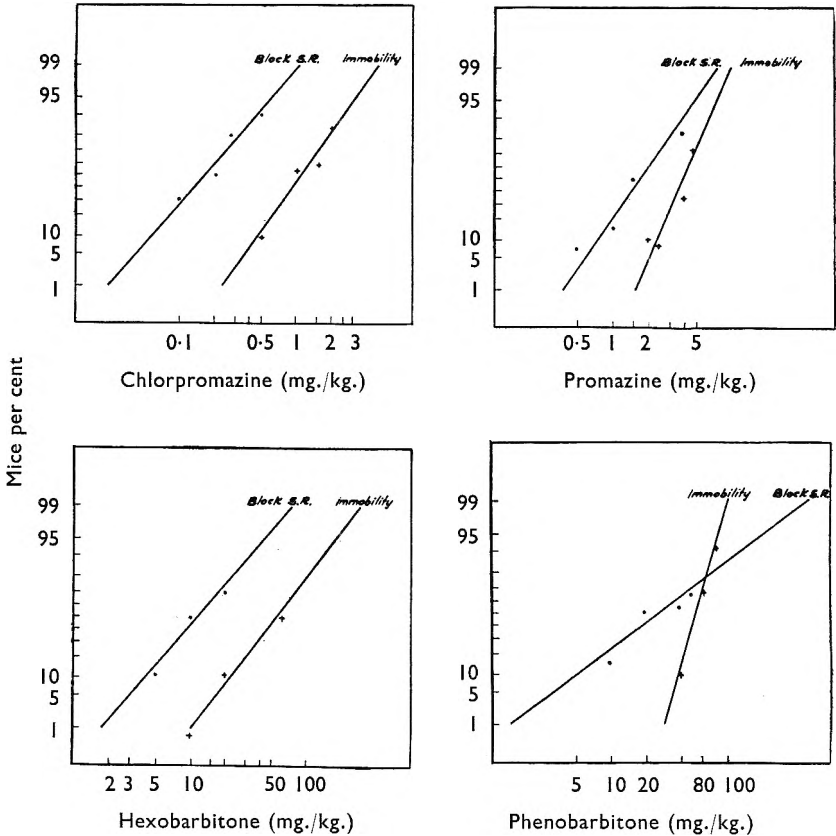 Mice per cent
Block S.R. Immobility
99
95
10
5
1
0·1 0·5 1 2 3
Chlorpromazine (mg./kg.)
Block S.R. Immobility
99
95
10
5
1
0·5 1 2 5
Promazine (mg./kg.)
Block S.R. immobility
99
95
10
5
1
2 3 5 10 50 100
Hexobarbitone (mg./kg.)
Immobility Block S.R.
99
95
10
5
1
5 10 20 80 100
Phenobarbitone (mg./kg.)